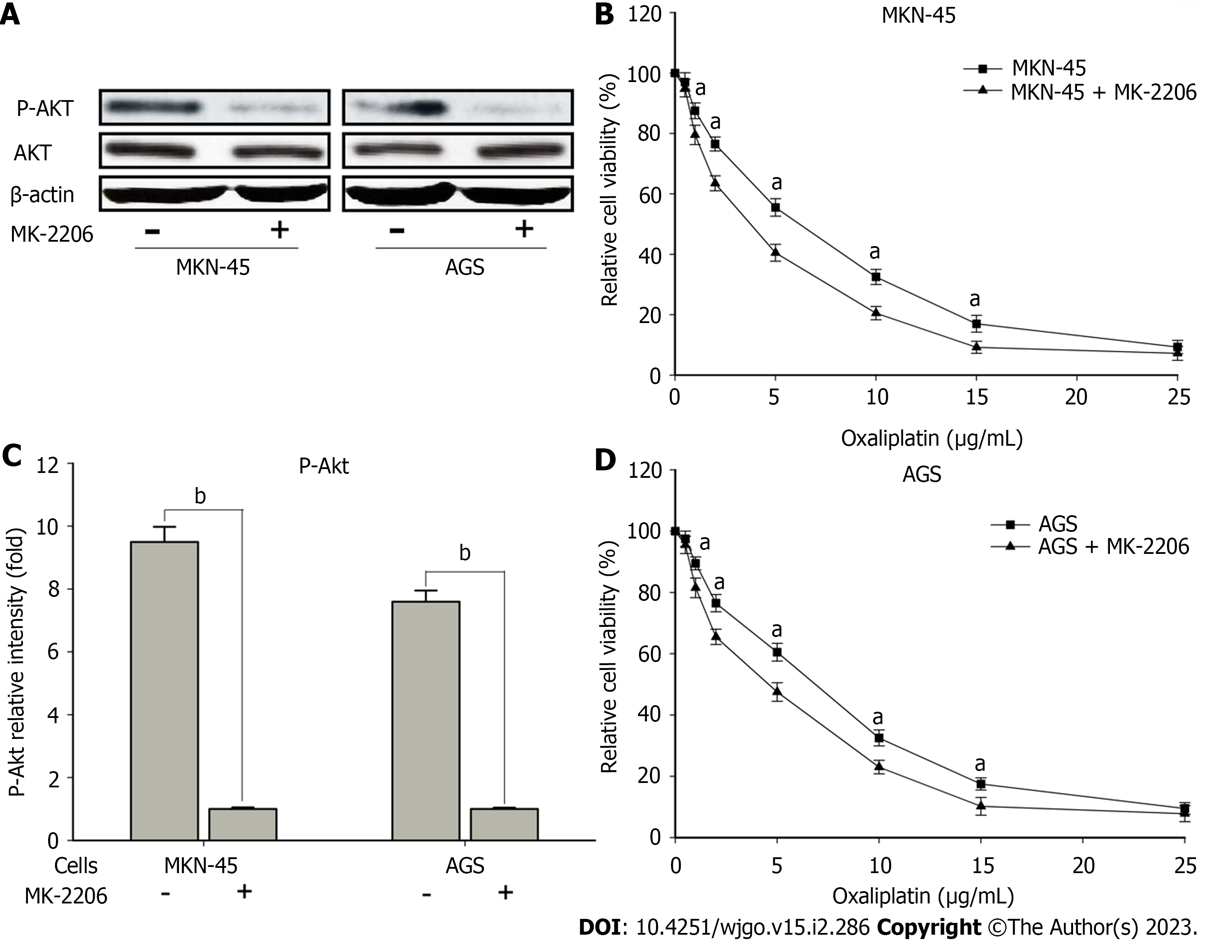 A
P-AKT
AKT
β-actin
MK-2206 - + - +
MKN-45 AGS
B
MKN-45
120
100
80
60
40
20
0
Relative cell viability (%)
MKN-45
MKN-45 + MK-2206
a
a
a
a
a
0 5 10 15 20 25
Oxaliplatin (µg/mL)
C
P-Akt
12
10
8
6
4
2
0
P-Akt relative intensity (fold)
b
b
Cells MKN-45 AGS
MK-2206 - + - +
D
AGS
120
100
80
60
40
20
0
Relative cell viability (%)
AGS
AGS + MK-2206
a
a
a
a
a
0 5 10 15 20 25
Oxaliplatin (µg/mL)
DOI: 10.4251/wjgo.v15.i2.286 Copyright ©The Author(s) 2023.